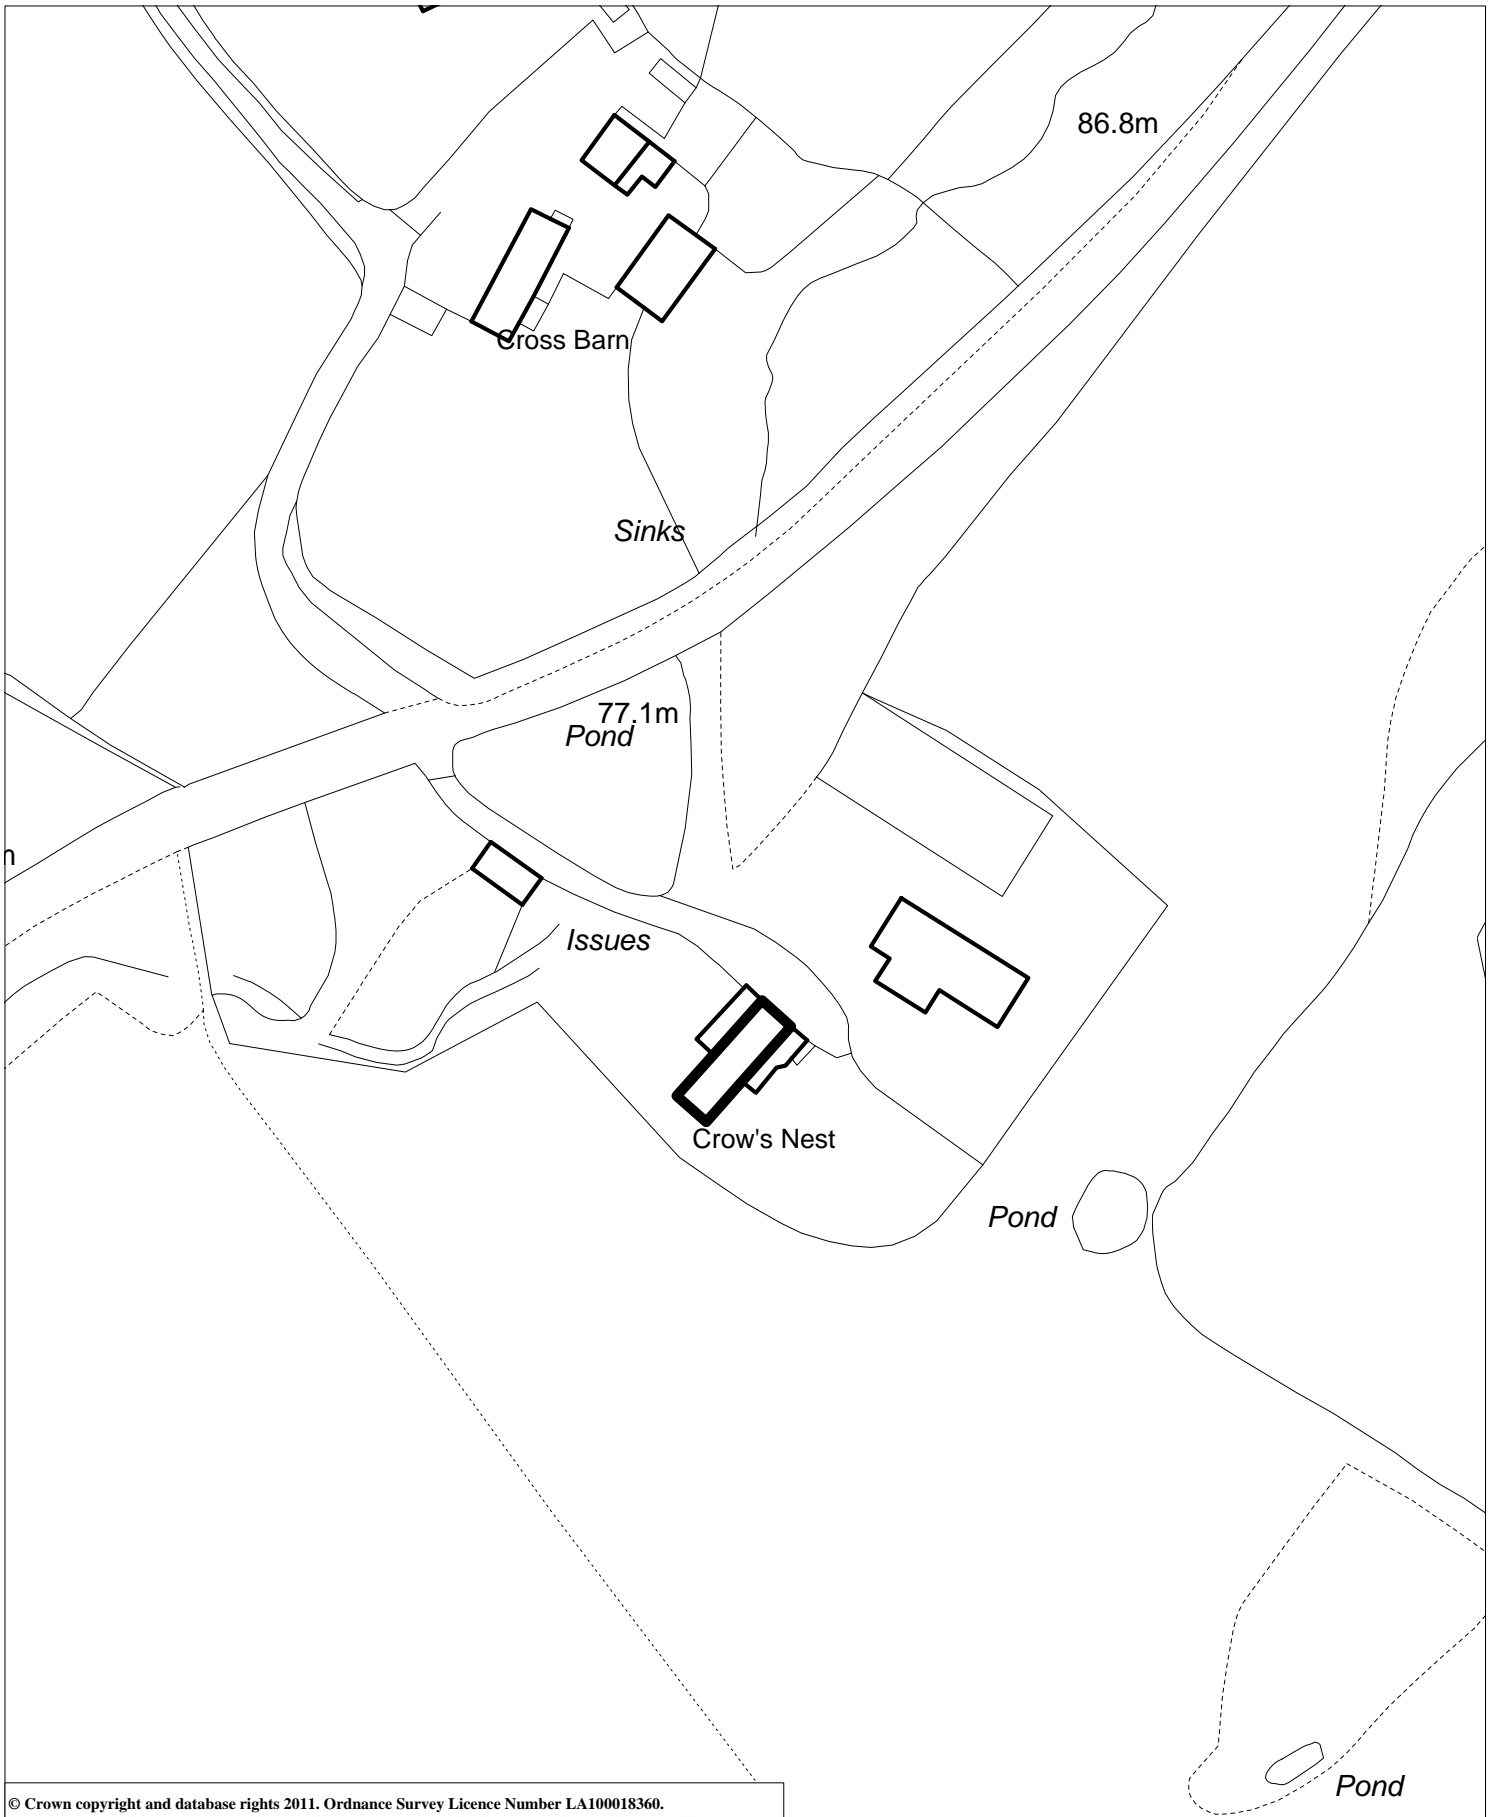 86.8m
Cross Barn
Sinks
77.1m
Pond
Issues
Crow's Nest
Pond
Pond
© Crown copyright and database rights 2011. Ordnance Survey Licence Number LA100018360.